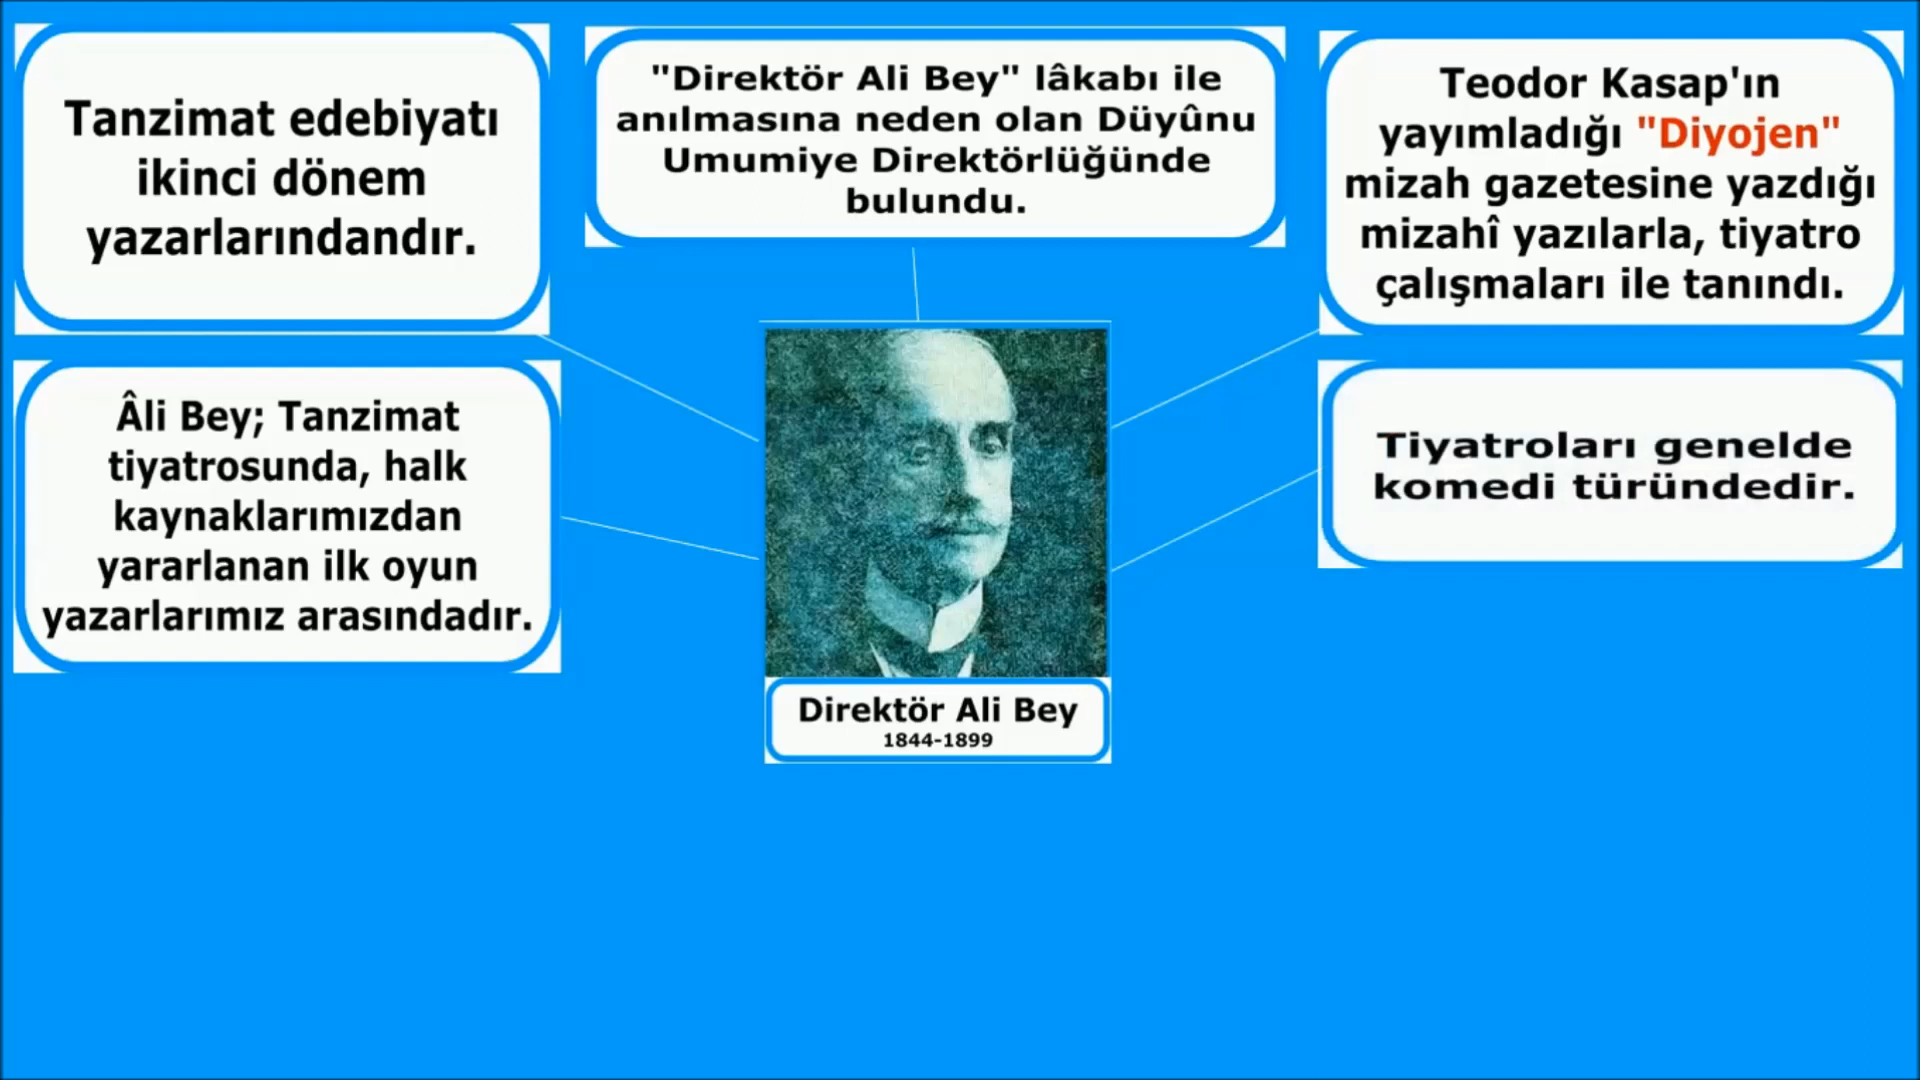 Tanzimat edebiyatı
ikinci dönem
yazarlarındandır.
"Direktör Ali Bey" lâkabı ile
anılmasına neden olan Düyûnu
Umumiye Direktörlüğünde
bulundu.
Teodor Kasap'ın
yayımladığı "Diyojen"
mizah gazetesine yazdığı
mizahî yazılarla, tiyatro
çalışmaları ile tanındı.
Âli Bey; Tanzimat
tiyatrosunda, halk
kaynaklarımızdan
yararlanan ilk oyun
yazarlarımız arasındadır.
Tiyatroları genelde
komedi türündedir.
Direktör Ali Bey
1844-1899